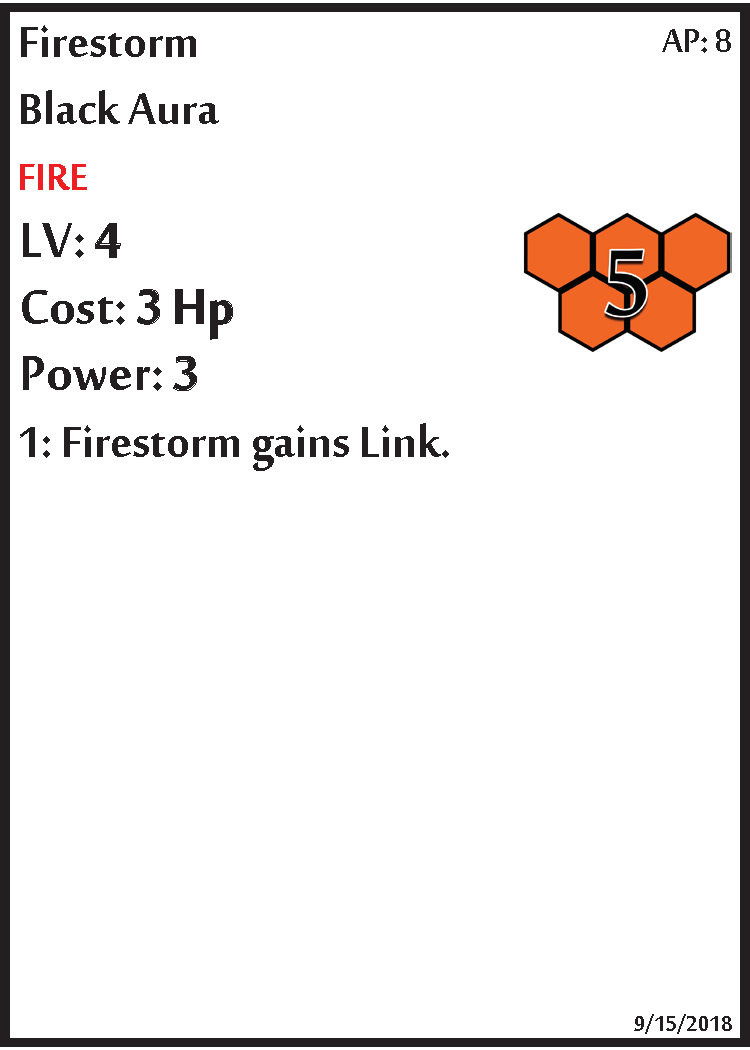 Firestorm
AP: 8
Black Aura
FIRE
LV: 4
5
Cost: 3 Hp
Power: 3
1: Firestorm gains Link.
9/15/2018